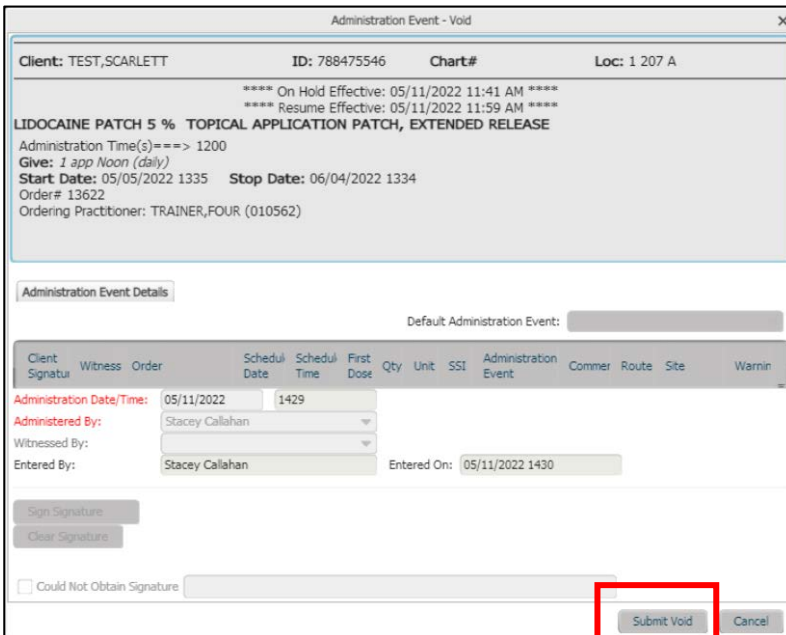 Administration Event - Void
Client: TEST,SCARLETT ID: 788475546 Chart# Loc: 1 207 A
**** On Hold Effective: 05/11/2022 11:41 AM ****
**** Resume Effective: 05/11/2022 11:59 AM ****
LIDOCAINE PATCH 5 % TOPICAL APPLICATION PATCH, EXTENDED RELEASE
Administration Time(s)===> 1200
Give: 1 app Noon (daily)
Start Date: 05/05/2022 1335 Stop Date: 06/04/2022 1334
Order# 13622
Ordering Practitioner: TRAINER,FOUR (010562)
Administration Event Details
Default Administration Event:
Client Witness Order Schedul Schedul First Qty Unit SSI Administration Commer Route Site Warnin
Signatur Date Time Dose Event
Administration Date/Time: 05/11/2022 1429
Administered By: Stacey Callahan
Witnessed By:
Entered By: Stacey Callahan Entered On: 05/11/2022 1430
Sign Signature
Clear Signature
Could Not Obtain Signature
Submit Void Cancel